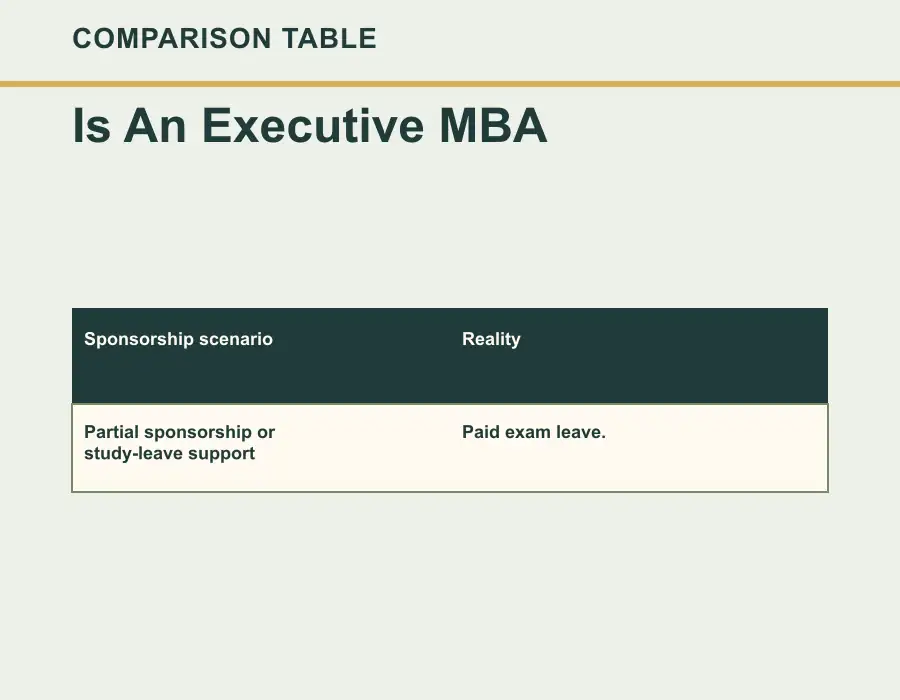 COMPARISON TABLE
Is An Executive MBA
Sponsorship scenario
Reality
Partial sponsorship or
study-leave support
Paid exam leave.